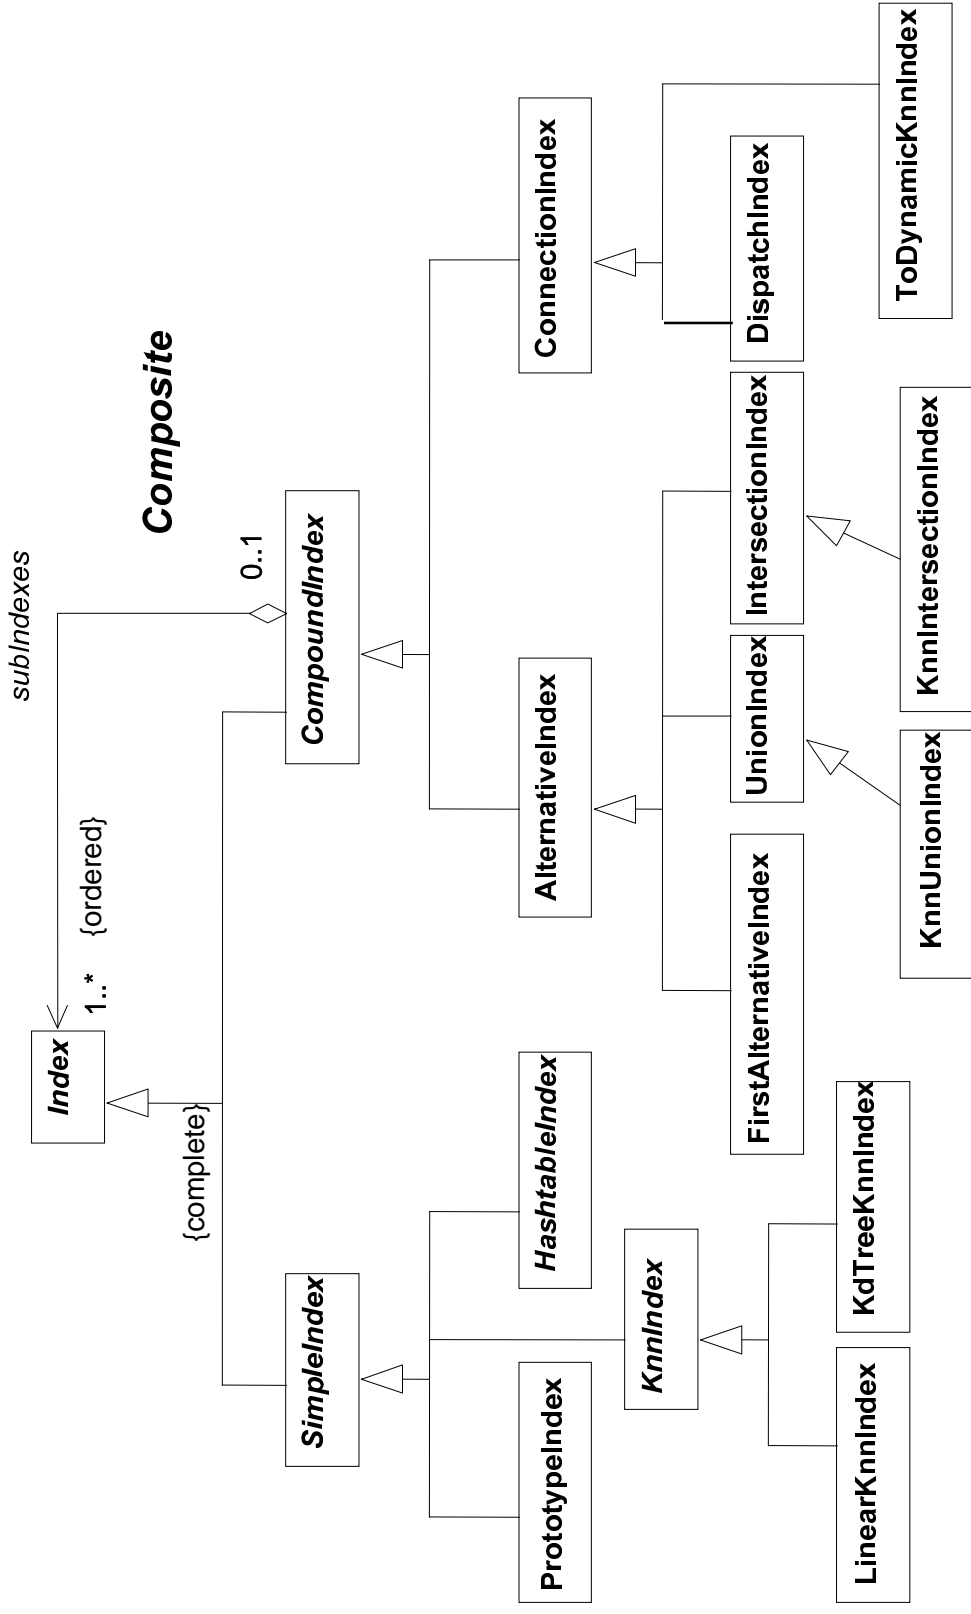 subIndexes
Index
1..*
{ordered}
Composite
{complete}
0..1
SimpleIndex
CompoundIndex
PrototypeIndex
HashtableIndex
AlternativeIndex
ConnectionIndex
KnnIndex
FirstAlternativeIndex
UnionIndex
IntersectionIndex
DispatchIndex
LinearKnnIndex
KdTreeKnnIndex
KnnUnionIndex
KnnIntersectionIndex
ToDynamicKnnIndex